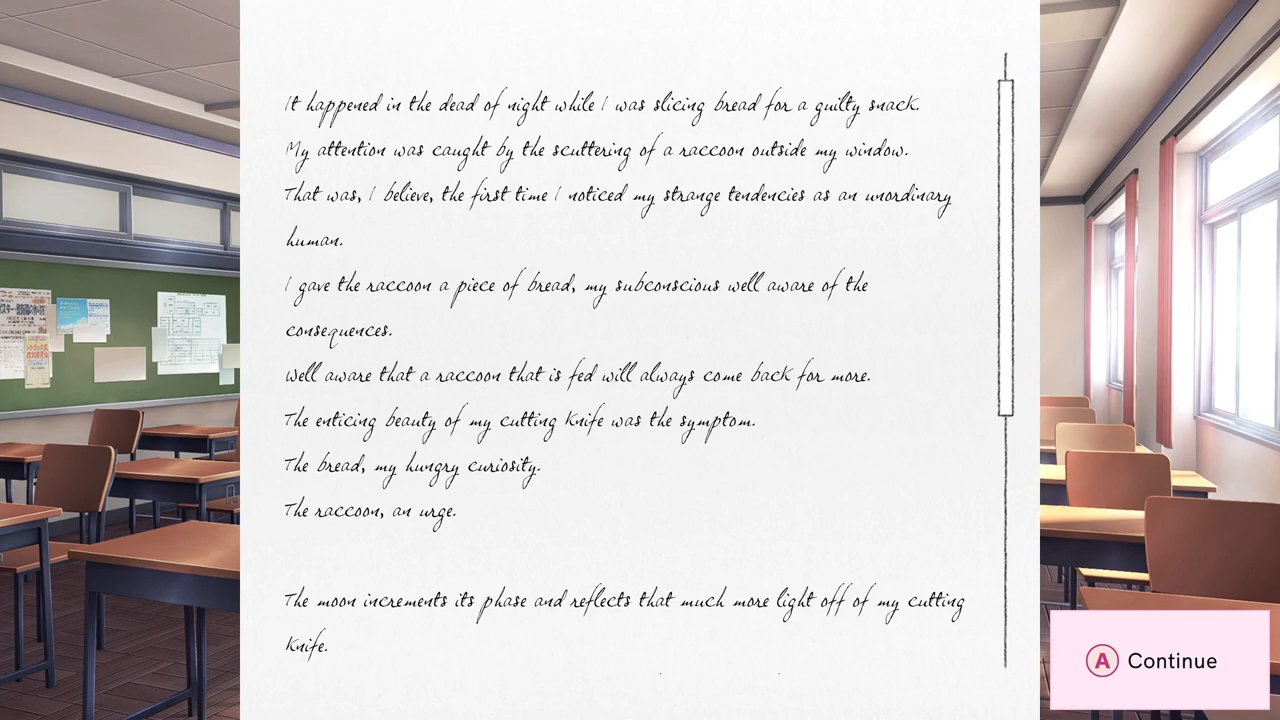 It happened in the dead of night while I was slicing bread for a guilty snack.
My attention was caught by the scuttering of a raccoon outside my window.
That was, I believe, the first time I noticed my strange tendencies as an unordinary
human.
I gave the raccoon a piece of bread, my subconscious well aware of the
consequences.
Well aware that a raccoon that is fed will always come back for more.
The enticing beauty of my cutting knife was the symptom.
The bread, my hungry curiosity.
The raccoon, an urge.
The moon increments its phase and reflects that much more light off of my cutting
knife.
A Continue